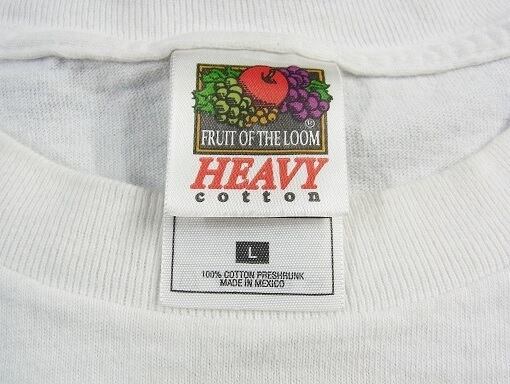 ®
FRUIT OF THE LOOM
HEAVY
cotton
L
100% COTTON PRESHRUNK
MADE IN MEXICO